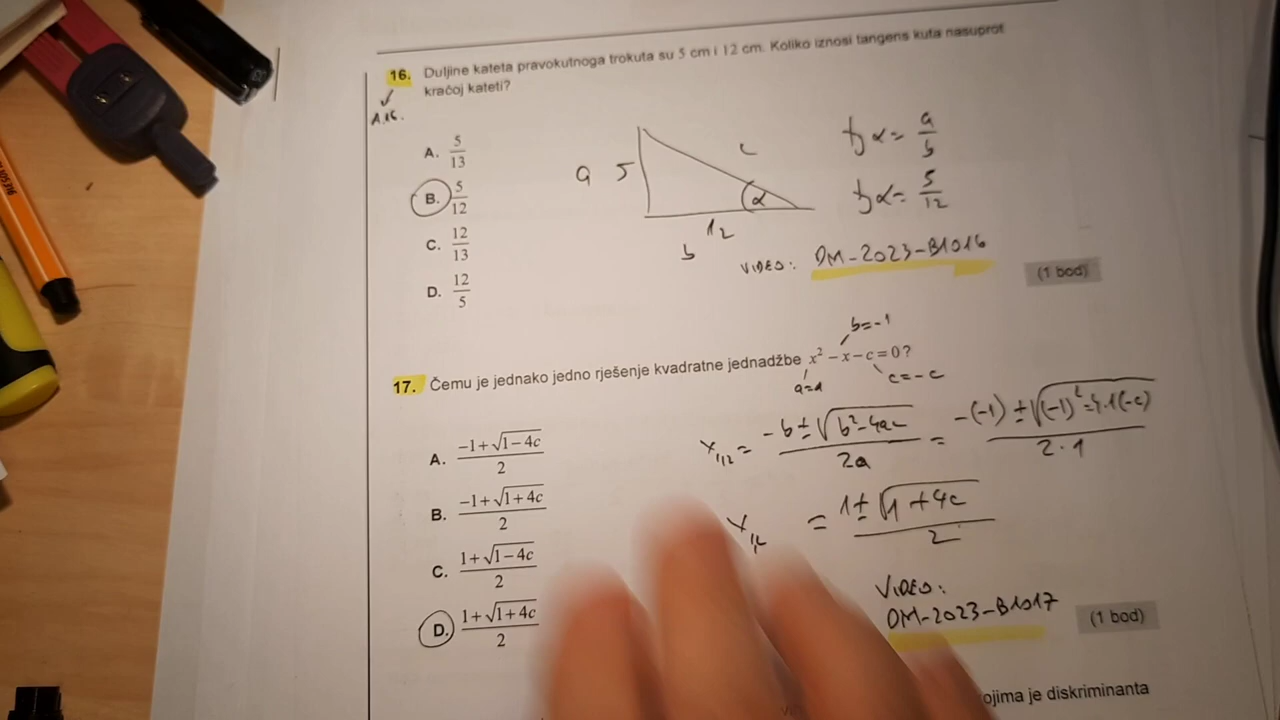 16. Duljine kateta pravokutnoga trokuta su 5 cm i 12 cm. Koliko iznosi tangens kuta nasuprot
kraćoj kateti?
✓
A.16.
A. 5/13
B. 5/12
C. 12/13
D. 12/5
a 5
c
α
12
b
tg α = a/b
tg α = 5/12
VIDEO: DM-2023-B1016
(1 bod)
b=-1
17. Čemu je jednako jedno rješenje kvadratne jednadžbe x² − x − c = 0?
a=1
c=-c
A. (−1+√(1−4c))/2
B. (−1+√(1+4c))/2
C. (1+√(1−4c))/2
D. (1+√(1+4c))/2
x₁,₂ = (-b ± √(b²-4ac))/2a = (-(-1) ± √((-1)²-4·1(-c)))/2·1
x₁,₂ = (1 ± √(1+4c))/2
VIDEO:
DM-2023-B1017
(1 bod)
ojima je diskriminanta